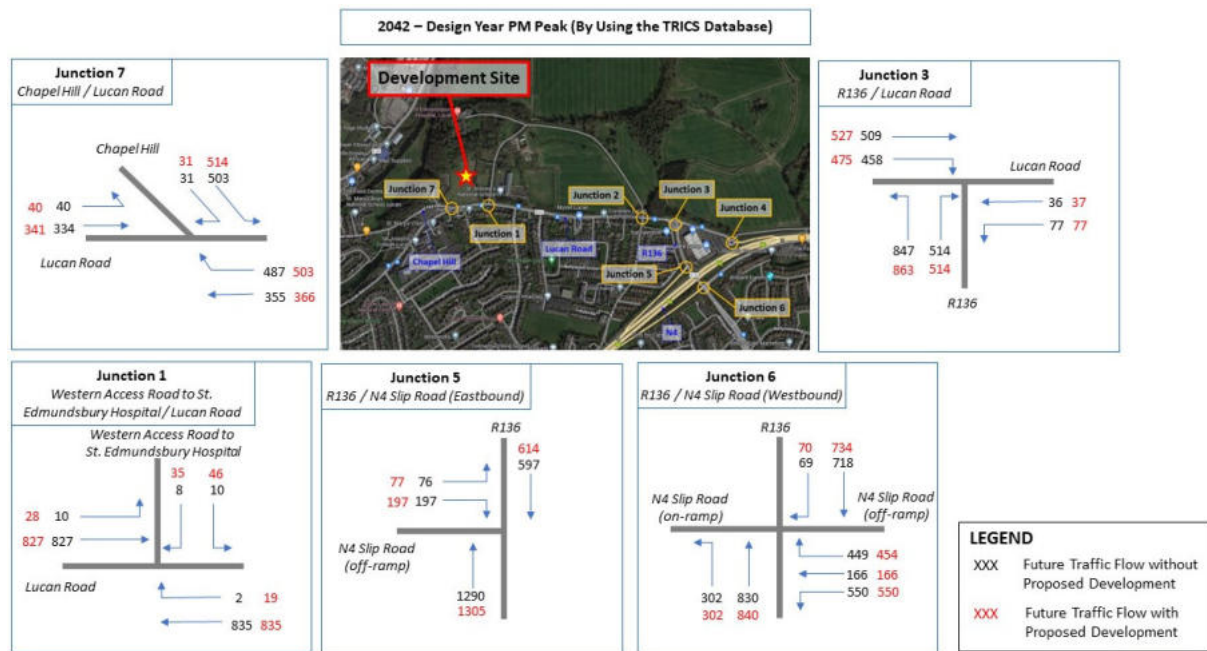 2042 – Design Year PM Peak (By Using the TRICS Database)
Junction 7
Chapel Hill / Lucan Road
Chapel Hill
31 514
31 503
40 40
341 334
Lucan Road
487 503
355 366
Development Site
Junction 7
Junction 1
Junction 2
Junction 3
Junction 4
Junction 5
Junction 6
Chapel Hill
Lucan Road
R136
N4
Junction 3
R136 / Lucan Road
527 509
475 458
Lucan Road
36 37
77 77
847 514
863 514
R136
Junction 1
Western Access Road to St.
Edmundsbury Hospital / Lucan Road
Western Access Road to
St. Edmundsbury Hospital
35 46
8 10
28 10
827 827
Lucan Road
2 19
835 835
Junction 5
R136 / N4 Slip Road (Eastbound)
R136
614
597
77 76
197 197
N4 Slip Road
(off-ramp)
1290
1305
Junction 6
R136 / N4 Slip Road (Westbound)
R136
70 734
69 718
N4 Slip Road
(on-ramp)
N4 Slip Road
(off-ramp)
449 454
166 166
550 550
302 830
302 840
LEGEND
XXX Future Traffic Flow without
Proposed Development
XXX Future Traffic Flow with
Proposed Development